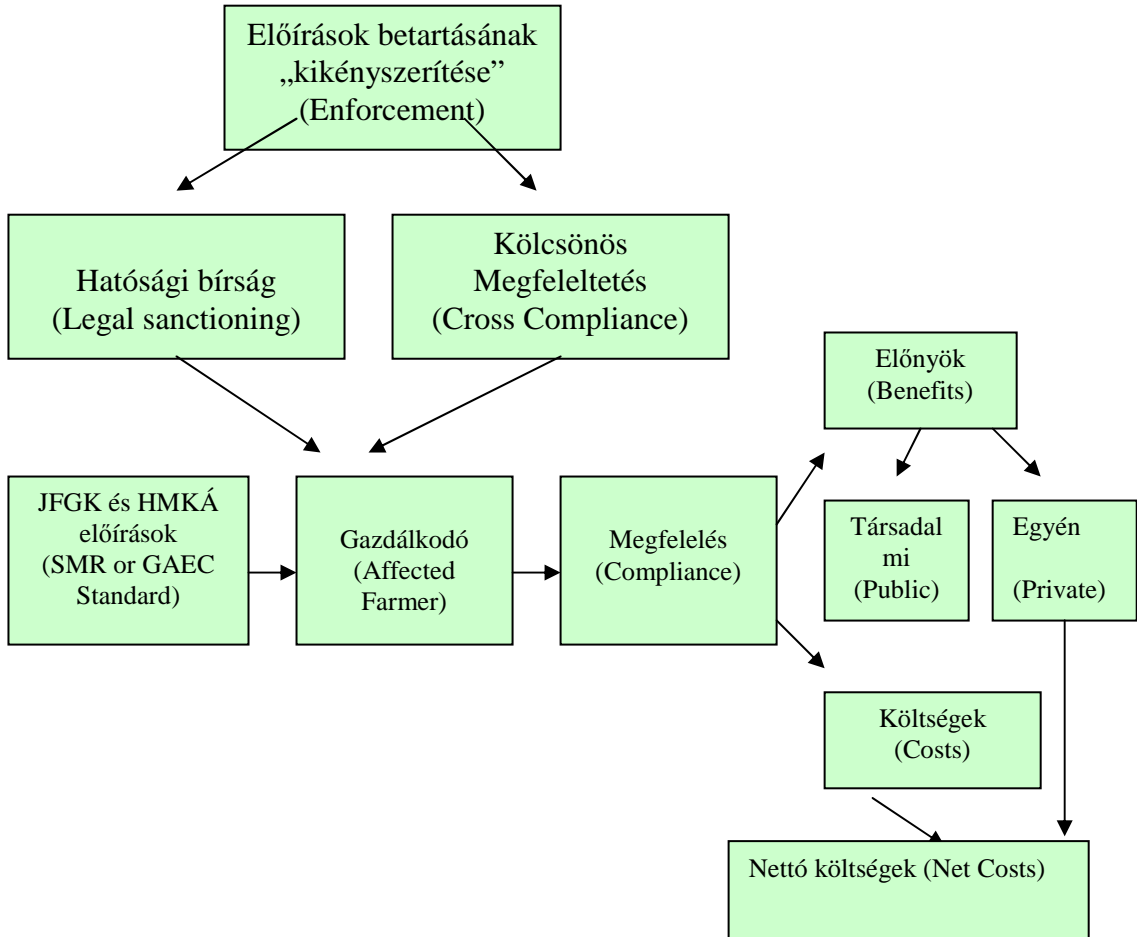 Előírások betartásának
„kikényszerítése”
(Enforcement)
Hatósági bírság
(Legal sanctioning)
Kölcsönös
Megfeleltetés
(Cross Compliance)
Előnyök
(Benefits)
JFGK és HMKÁ
előírások
(SMR or GAEC
Standard)
Gazdálkodó
(Affected
Farmer)
Megfelelés
(Compliance)
Társadal
mi
(Public)
Egyén
(Private)
Költségek
(Costs)
Nettó költségek (Net Costs)